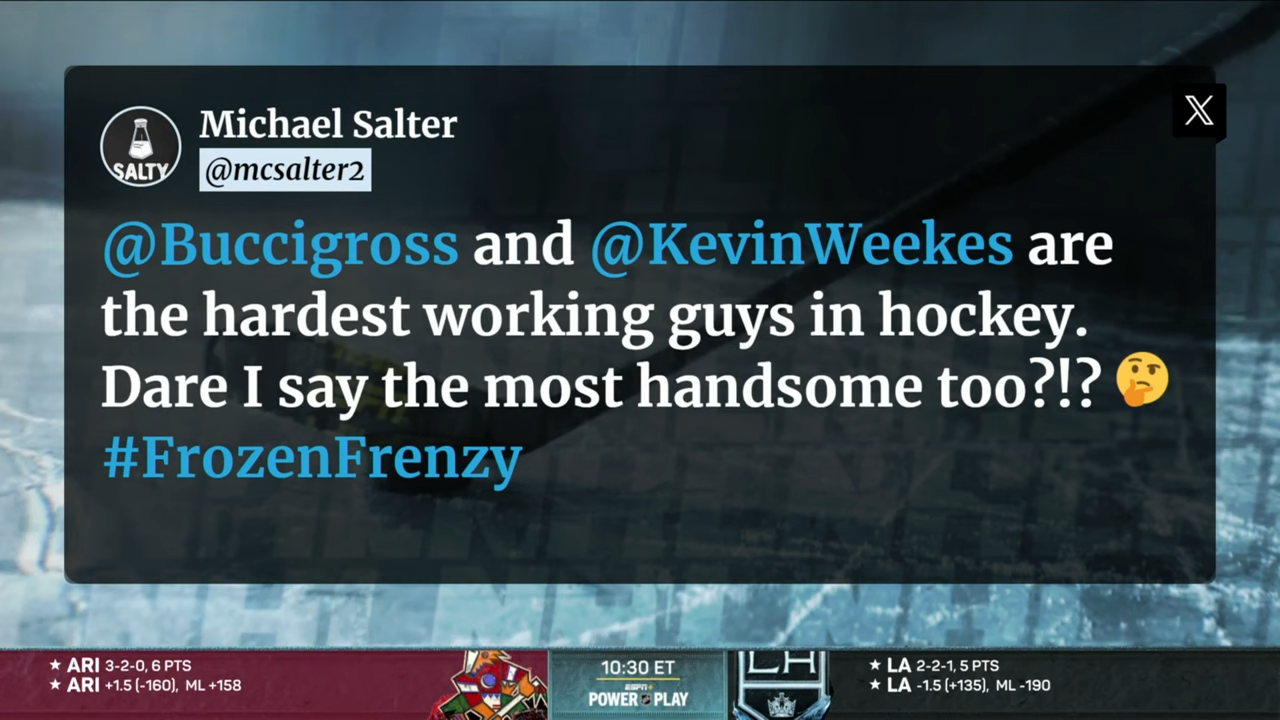 SALTY
Michael Salter
@mcsalter2
X
@Buccigross and @KevinWeekes are
the hardest working guys in hockey.
Dare I say the most handsome too?!? 🤔
#FrozenFrenzy
★ ARI 3-2-0, 6 PTS
★ ARI +1.5 (-160), ML +158
10:30 ET
ESPN+
POWER PLAY
LA
★ LA 2-2-1, 5 PTS
★ LA -1.5 (+135), ML -190